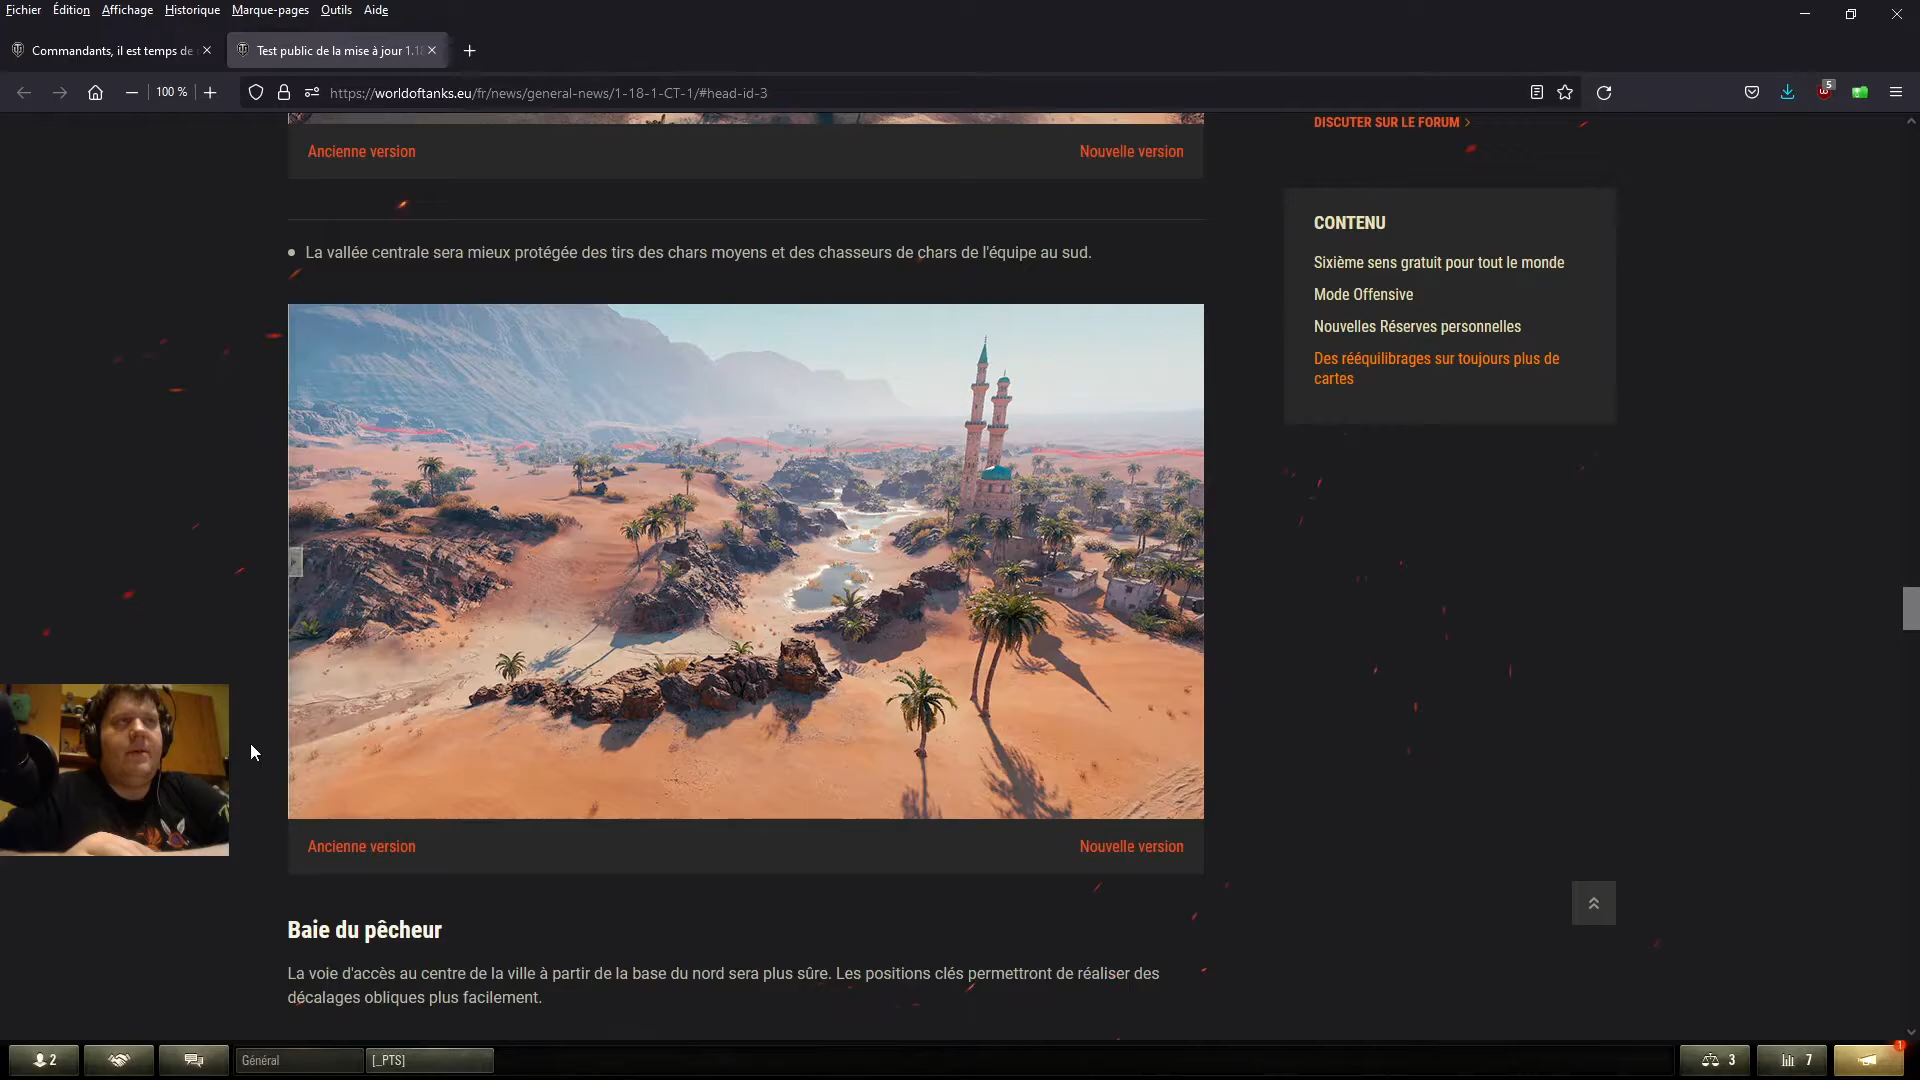 Fichier Édition Affichage Historique Marque-pages Outils Aide
Commandants, il est temps de
Test public de la mise à jour 1.18
100 %
https://worldoftanks.eu/fr/news/general-news/1-18-1-CT-1/#head-id-3
5
DISCUTER SUR LE FORUM
Ancienne version
Nouvelle version
CONTENU
Sixième sens gratuit pour tout le monde
Mode Offensive
Nouvelles Réserves personnelles
Des rééquilibrages sur toujours plus de
cartes
La vallée centrale sera mieux protégée des tirs des chars moyens et des chasseurs de chars de l'équipe au sud.
Ancienne version
Nouvelle version
Baie du pêcheur
La voie d'accès au centre de la ville à partir de la base du nord sera plus sûre. Les positions clés permettront de réaliser des
décalages obliques plus facilement.
2
Général
[_PTS]
3
7
1